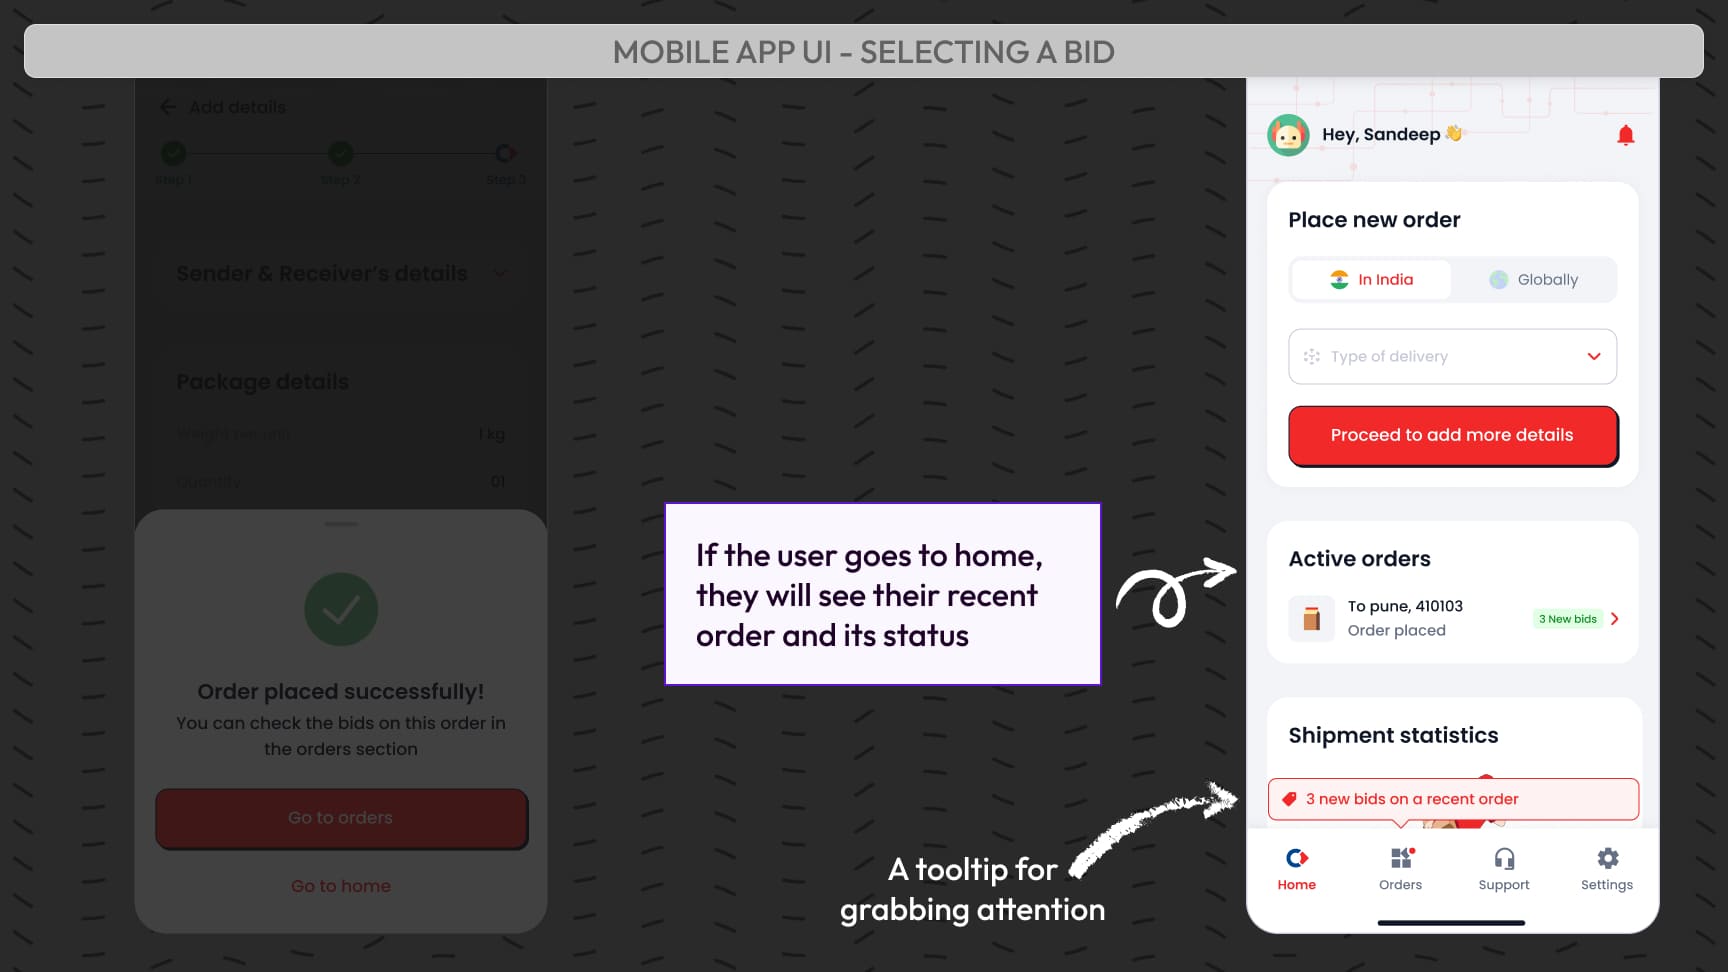 MOBILE APP UI - SELECTING A BID
Add details
Step 1
Step 2
Step 3
Sender & Receiver's details
Package details
Weight per unit
1 kg
Quantity
01
Order placed successfully!
You can check the bids on this order in
the orders section
Go to orders
Go to home
If the user goes to home,
they will see their recent
order and its status
A tooltip for
grabbing attention
Hey, Sandeep👋
Place new order
In India
Globally
Type of delivery
Proceed to add more details
Active orders
To pune, 410103
Order placed
3 New bids
Shipment statistics
3 new bids on a recent order
Home
Orders
Support
Settings